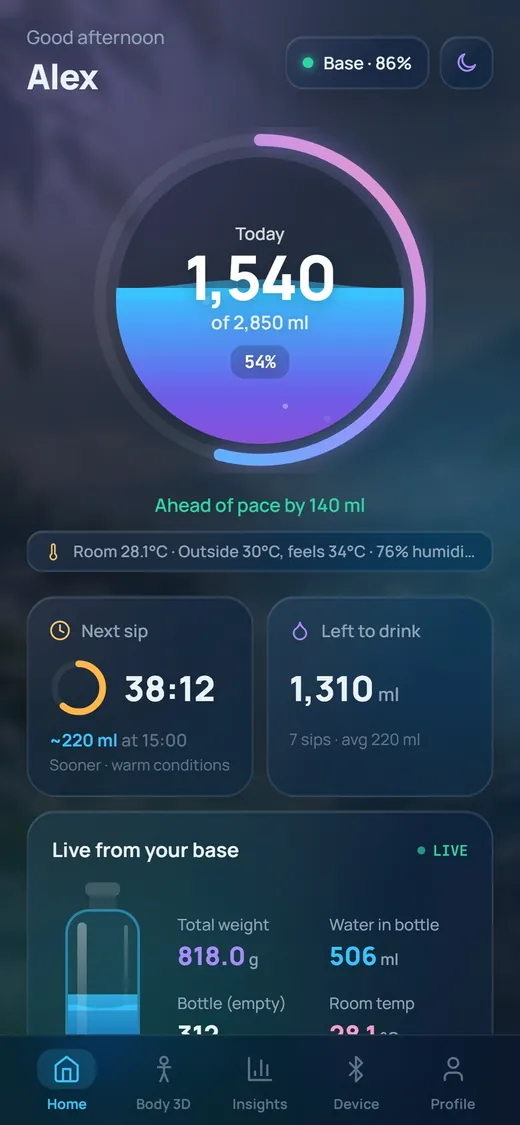 Good afternoon
Alex
Base · 86%
Today
1,540
of 2,850 ml
54%
Ahead of pace by 140 ml
Room 28.1°C · Outside 30°C, feels 34°C · 76% humidi...
Next sip
38:12
~220 ml at 15:00
Sooner · warm conditions
Left to drink
1,310 ml
7 sips · avg 220 ml
Live from your base
LIVE
Total weight
818.0 g
Water in bottle
506 ml
Bottle (empty)
312
Room temp
28.1 °C
Home
Body 3D
Insights
Device
Profile